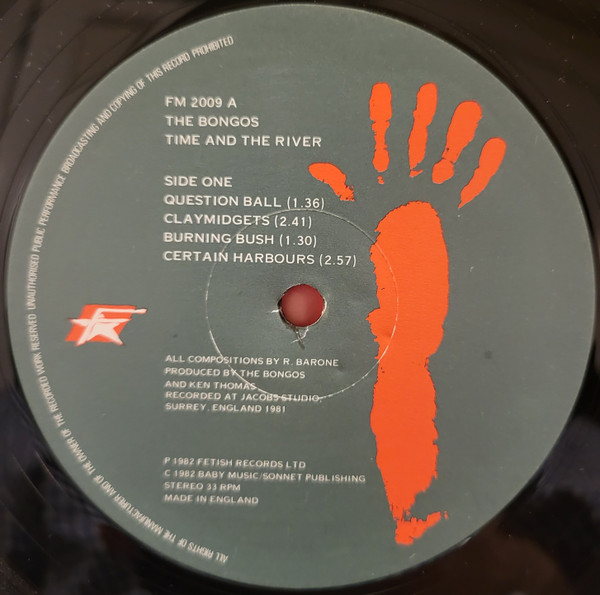 FM 2009 A
THE BONGOS
TIME AND THE RIVER
SIDE ONE
QUESTION BALL (1.36)
CLAYMIDGETS (2.41)
BURNING BUSH (1.30)
CERTAIN HARBOURS (2.57)
ALL COMPOSITIONS BY R. BARONE
PRODUCED BY THE BONGOS
AND KEN THOMAS
RECORDED AT JACOBS STUDIO,
SURREY, ENGLAND 1981
P 1982 FETISH RECORDS LTD
C 1982 BABY MUSIC/SONNET PUBLISHING
STEREO 33 RPM
MADE IN ENGLAND
ALL RIGHTS OF THE MANUFACTURER AND OF THE OWNER OF THE RECORDED WORK RESERVED UNAUTHORISED PUBLIC PERFORMANCE BROADCASTING AND COPYING OF THIS RECORD PROHIBITED